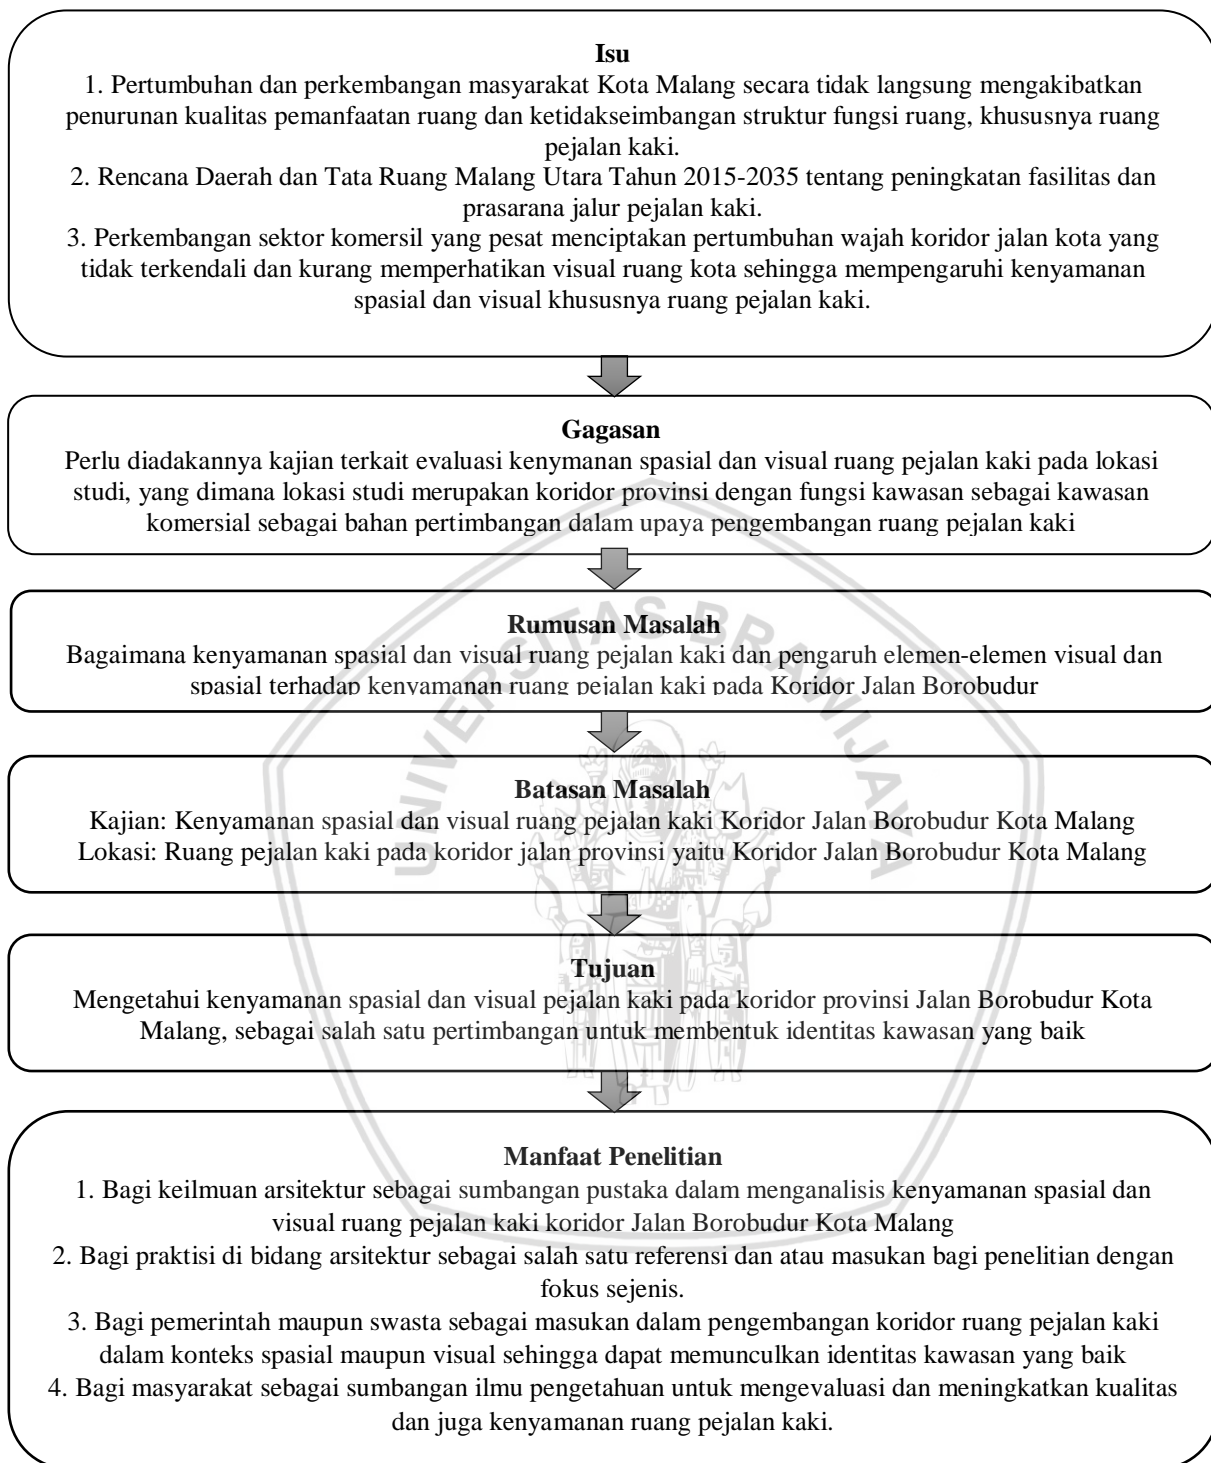 Isu
1. Pertumbuhan dan perkembangan masyarakat Kota Malang secara tidak langsung mengakibatkan
penurunan kualitas pemanfaatan ruang dan ketidakseimbangan struktur fungsi ruang, khususnya ruang
pejalan kaki.
2. Rencana Daerah dan Tata Ruang Malang Utara Tahun 2015-2035 tentang peningkatan fasilitas dan
prasarana jalur pejalan kaki.
3. Perkembangan sektor komersil yang pesat menciptakan pertumbuhan wajah koridor jalan kota yang
tidak terkendali dan kurang memperhatikan visual ruang kota sehingga mempengaruhi kenyamanan
spasial dan visual khususnya ruang pejalan kaki.
Gagasan
Perlu diadakannya kajian terkait evaluasi kenymanan spasial dan visual ruang pejalan kaki pada lokasi
studi, yang dimana lokasi studi merupakan koridor provinsi dengan fungsi kawasan sebagai kawasan
komersial sebagai bahan pertimbangan dalam upaya pengembangan ruang pejalan kaki
Rumusan Masalah
Bagaimana kenyamanan spasial dan visual ruang pejalan kaki dan pengaruh elemen-elemen visual dan
spasial terhadap kenyamanan ruang pejalan kaki pada Koridor Jalan Borobudur
Batasan Masalah
Kajian: Kenyamanan spasial dan visual ruang pejalan kaki Koridor Jalan Borobudur Kota Malang
Lokasi: Ruang pejalan kaki pada koridor jalan provinsi yaitu Koridor Jalan Borobudur Kota Malang
Tujuan
Mengetahui kenyamanan spasial dan visual pejalan kaki pada koridor provinsi Jalan Borobudur Kota
Malang, sebagai salah satu pertimbangan untuk membentuk identitas kawasan yang baik
Manfaat Penelitian
1. Bagi keilmuan arsitektur sebagai sumbangan pustaka dalam menganalisis kenyamanan spasial dan
visual ruang pejalan kaki koridor Jalan Borobudur Kota Malang
2. Bagi praktisi di bidang arsitektur sebagai salah satu referensi dan atau masukan bagi penelitian dengan
fokus sejenis.
3. Bagi pemerintah maupun swasta sebagai masukan dalam pengembangan koridor ruang pejalan kaki
dalam konteks spasial maupun visual sehingga dapat memunculkan identitas kawasan yang baik
4. Bagi masyarakat sebagai sumbangan ilmu pengetahuan untuk mengevaluasi dan meningkatkan kualitas
dan juga kenyamanan ruang pejalan kaki.
UNIVERSITAS BRAWIJAYA